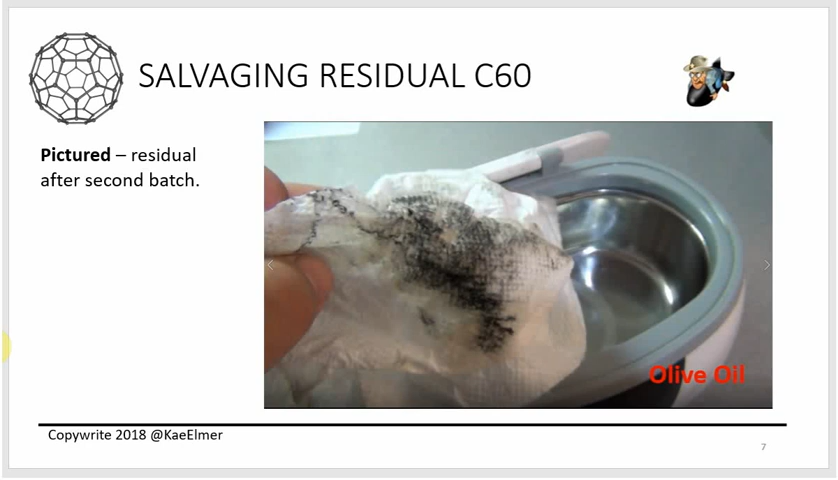 SALVAGING RESIDUAL C60
Pictured – residual
after second batch.
Olive Oil
Copywrite 2018 @KaeElmer
7